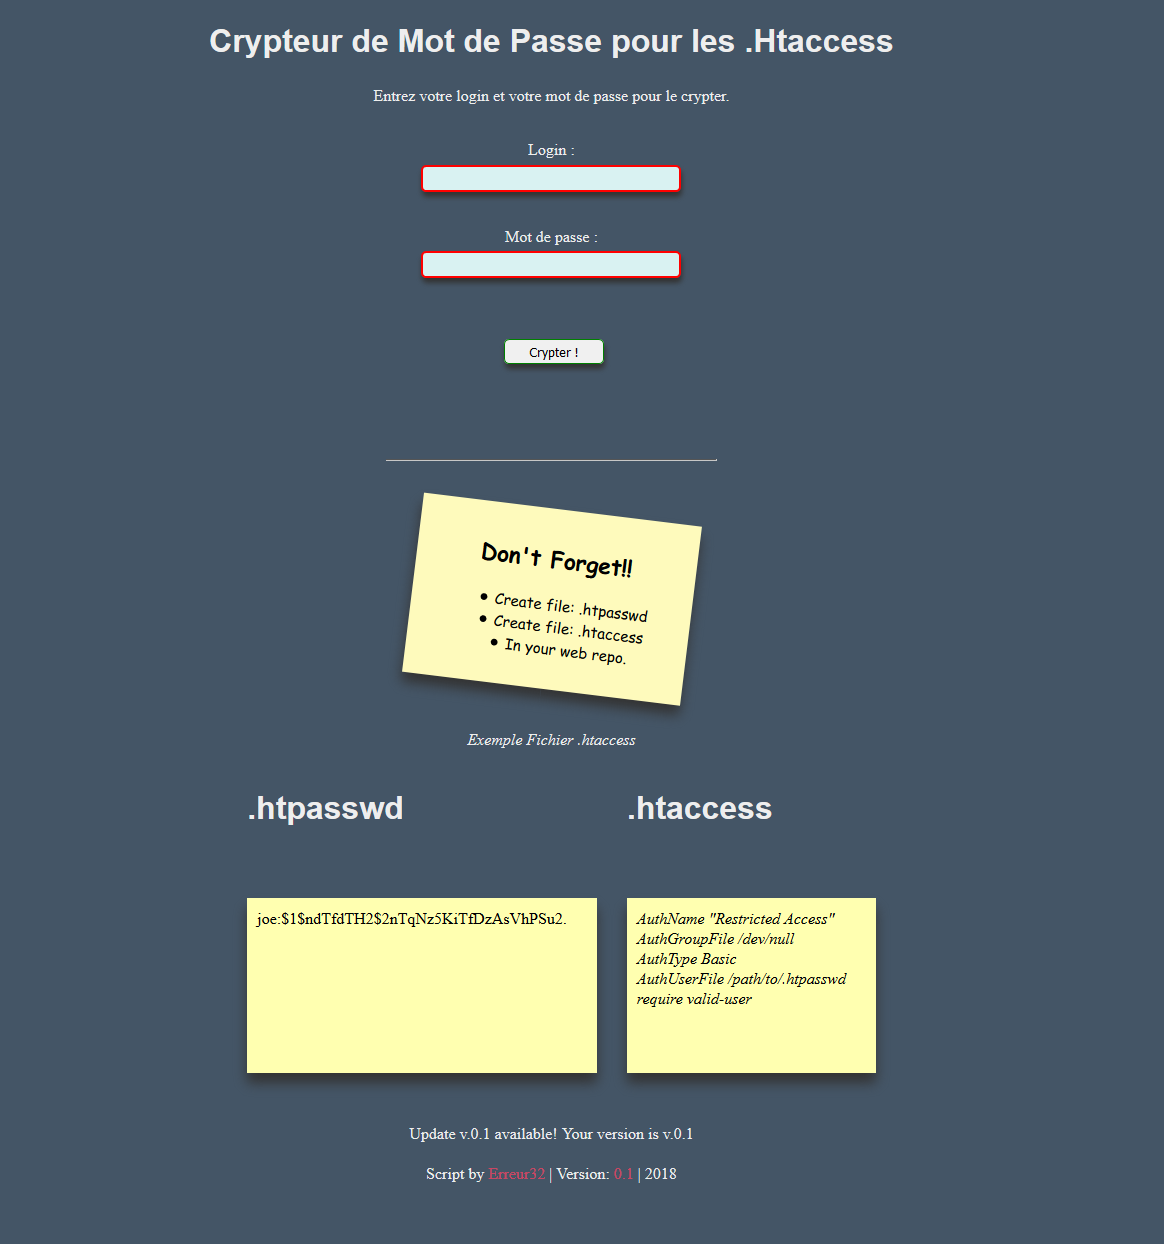 Crypteur de Mot de Passe pour les .Htaccess
Entrez votre login et votre mot de passe pour le crypter.
Login :
Mot de passe :
Crypter !
Don't Forget!!
Create file: .htpasswd
Create file: .htaccess
In your web repo.
Exemple Fichier .htaccess
.htpasswd
joe:$1$ndTfdTH2$2nTqNz5KiTfDzAsVhPSu2.
.htaccess
AuthName "Restricted Access"
AuthGroupFile /dev/null
AuthType Basic
AuthUserFile /path/to/.htpasswd
require valid-user
Update v.0.1 available! Your version is v.0.1
Script by Erreur32 | Version: 0.1 | 2018